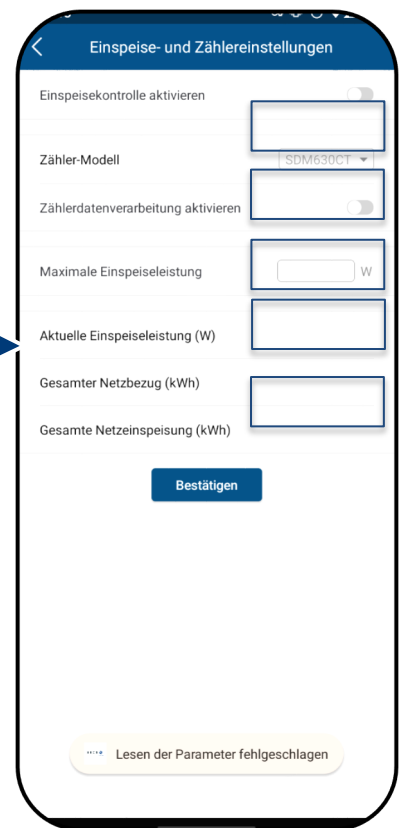 Einspeise- und Zählereinstellungen
Einspeisekontrolle aktivieren
Zähler-Modell SDM630CT
Zählerdatenverarbeitung aktivieren
Maximale Einspeiseleistung W
Aktuelle Einspeiseleistung (W)
Gesamter Netzbezug (kWh)
Gesamte Netzeinspeisung (kWh)
Bestätigen
Lesen der Parameter fehlgeschlagen